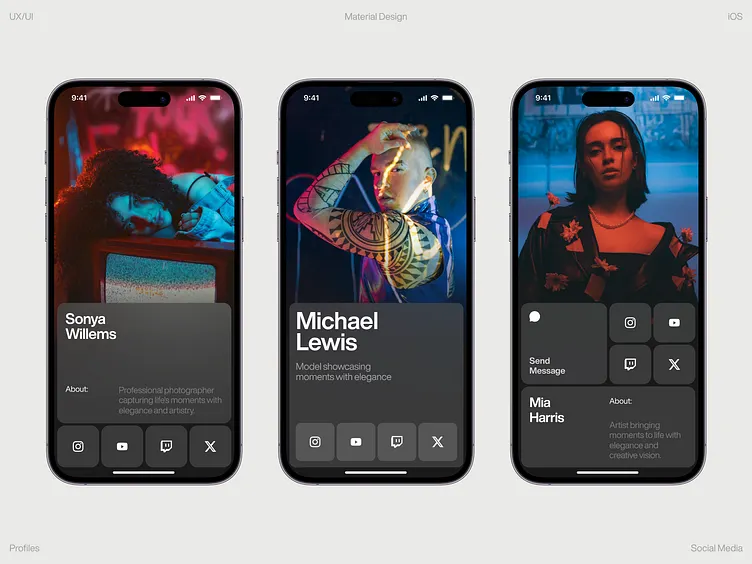 UX/UI
Material Design
iOS
9:41
Sonya
Willems
About:
Professional photographer
capturing life's moments with
elegance and artistry.
9:41
Michael
Lewis
Model showcasing
moments with elegance
9:41
Send
Message
Mia
Harris
About:
Artist bringing
moments to life with
elegance and
creative vision.
Profiles
Social Media